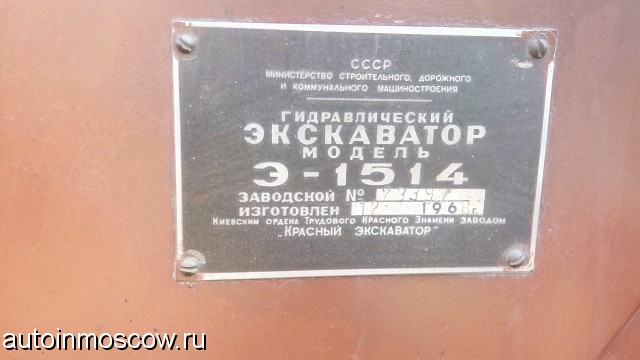 СССР
МИНИСТЕРСТВО СТРОИТЕЛЬНОГО, ДОРОЖНОГО
И КОММУНАЛЬНОГО МАШИНОСТРОЕНИЯ
ГИДРАВЛИЧЕСКИЙ
ЭКСКАВАТОР
МОДЕЛЬ
Э-1514
ЗАВОДСКОЙ №
ИЗГОТОВЛЕН 12 196 г.
КИЕВСКИМ ОРДЕНА ТРУДОВОГО КРАСНОГО ЗНАМЕНИ ЗАВОДОМ
„КРАСНЫЙ ЭКСКАВАТОР"
autoinmoscow.ru